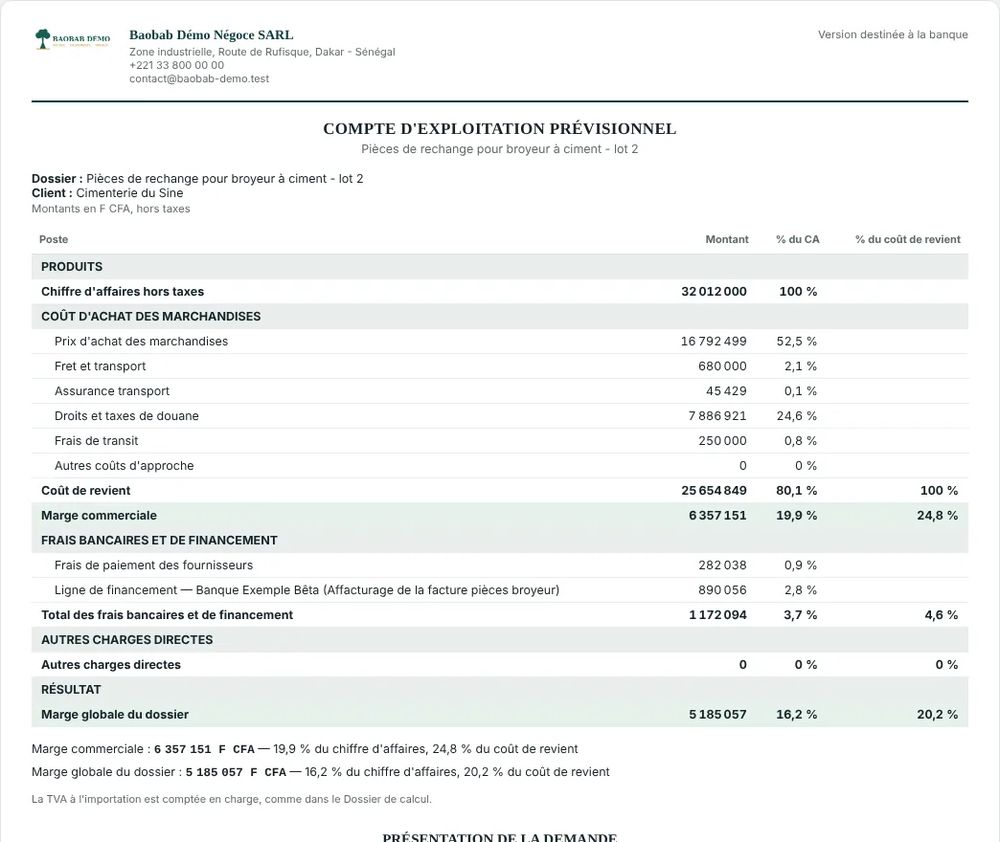 BAOBAB DÉMO
Baobab Démo Négoce SARL
Zone industrielle, Route de Rufisque, Dakar - Sénégal
+221 33 800 00 00
contact@baobab-demo.test
Version destinée à la banque
COMPTE D'EXPLOITATION PRÉVISIONNEL
Pièces de rechange pour broyeur à ciment - lot 2
Dossier : Pièces de rechange pour broyeur à ciment - lot 2
Client : Cimenterie du Sine
Montants en F CFA, hors taxes
Poste Montant % du CA % du coût de revient
PRODUITS
Chiffre d'affaires hors taxes 32 012 000 100 %
COÛT D'ACHAT DES MARCHANDISES
Prix d'achat des marchandises 16 792 499 52,5 %
Fret et transport 680 000 2,1 %
Assurance transport 45 429 0,1 %
Droits et taxes de douane 7 886 921 24,6 %
Frais de transit 250 000 0,8 %
Autres coûts d'approche 0 0 %
Coût de revient 25 654 849 80,1 % 100 %
Marge commerciale 6 357 151 19,9 % 24,8 %
FRAIS BANCAIRES ET DE FINANCEMENT
Frais de paiement des fournisseurs 282 038 0,9 %
Ligne de financement — Banque Exemple Bêta (Affacturage de la facture pièces broyeur) 890 056 2,8 %
Total des frais bancaires et de financement 1 172 094 3,7 % 4,6 %
AUTRES CHARGES DIRECTES
Autres charges directes 0 0 % 0 %
RÉSULTAT
Marge globale du dossier 5 185 057 16,2 % 20,2 %
Marge commerciale : 6 357 151 F CFA — 19,9 % du chiffre d'affaires, 24,8 % du coût de revient
Marge globale du dossier : 5 185 057 F CFA — 16,2 % du chiffre d'affaires, 20,2 % du coût de revient
La TVA à l'importation est comptée en charge, comme dans le Dossier de calcul.
PRÉSENTATION DE LA DEMANDE